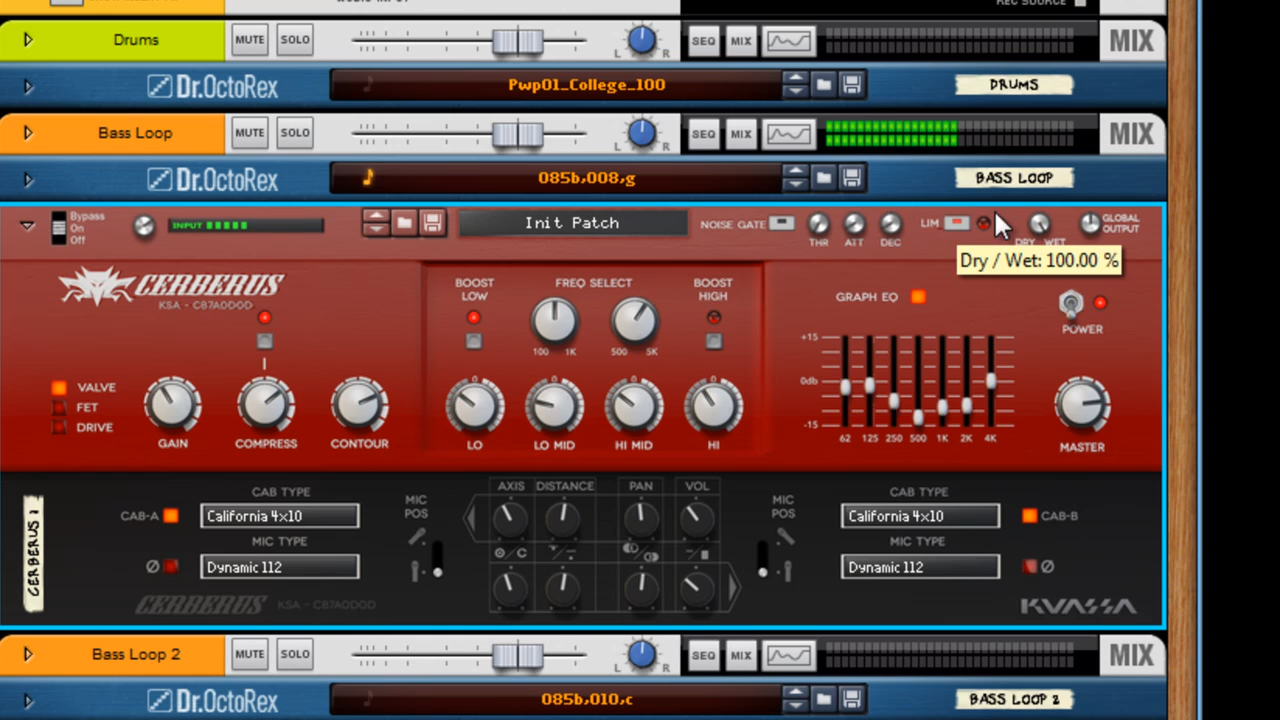 REC SOURCE
Drums MUTE SOLO L R SEQ MIX MIX
Dr.OctoRex Pwp01_College_100 DRUMS
Bass Loop MUTE SOLO L R SEQ MIX MIX
Dr.OctoRex 085b,008,g BASS LOOP
Bypass
On
Off
INPUT
Init Patch
NOISE GATE
THR ATT DEC
LIM
DRY WET
GLOBAL
OUTPUT
Dry / Wet: 100.00 %
CERBERUS
KSA - C87A0D0D
BOOST
LOW
FREQ SELECT
BOOST
HIGH
100 1K 500 5K
GRAPH EQ
POWER
+15
0db
-15
62 125 250 500 1K 2K 4K
VALVE
FET
DRIVE
GAIN COMPRESS CONTOUR
LO LO MID HI MID HI
MASTER
CERBERUS 1
CAB TYPE
CAB-A California 4x10
MIC TYPE
Ø Dynamic 112
MIC
POS
AXIS DISTANCE PAN VOL
MIC
POS
CAB TYPE
California 4x10 CAB-B
MIC TYPE
Dynamic 112 Ø
CERBERUS KSA - C87A0D0D
KVASSA
Bass Loop 2 MUTE SOLO L R SEQ MIX MIX
Dr.OctoRex 085b,010,c BASS LOOP 2